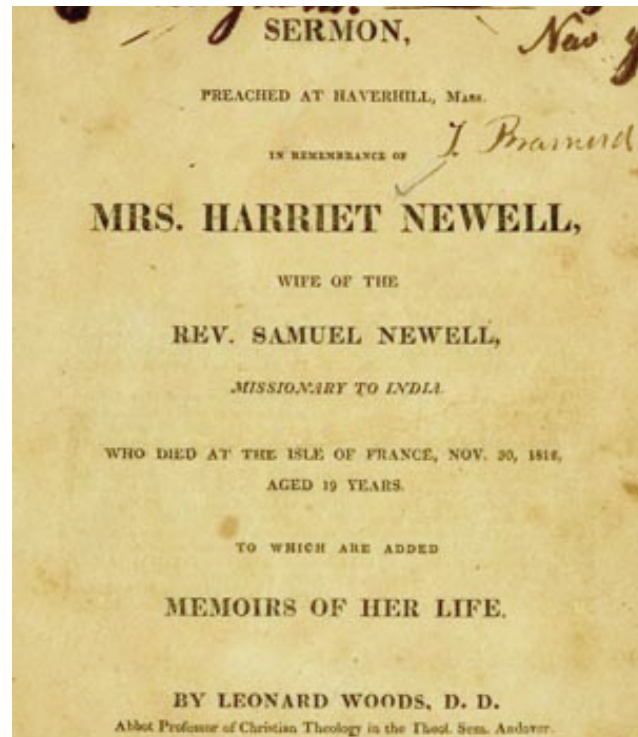 SERMON,
New
PREACHED AT HAVERHILL, Mass.
IN REMEMBRANCE OF
MRS. HARRIET NEWELL,
WIFE OF THE
REV. SAMUEL NEWELL,
MISSIONARY TO INDIA.
WHO DIED AT THE ISLE OF FRANCE, NOV. 30,
AGED 19 YEARS.
TO WHICH ARE ADDED
MEMOIRS OF HER LIFE.
BY LEONARD WOODS, D. D.
Abbot Professor of Christian Theology in the Theol. Sem. Andover.